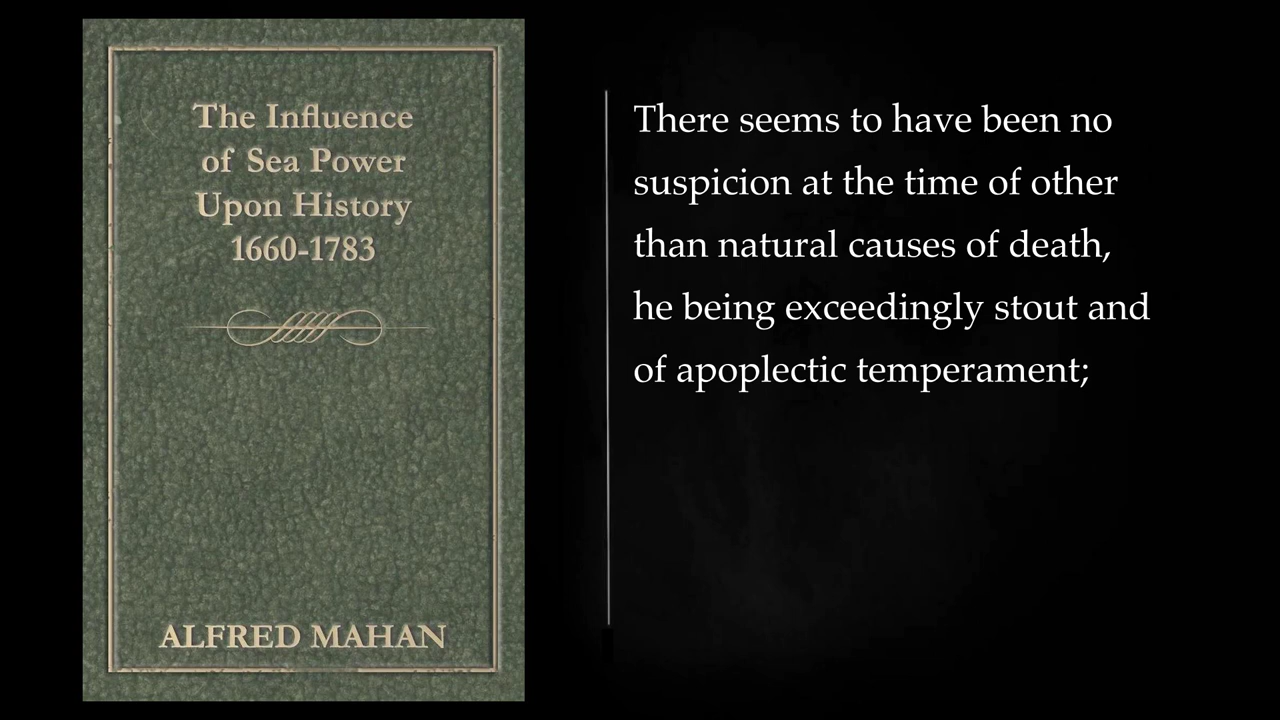 The Influence
of Sea Power
Upon History
1660-1783
ALFRED MAHAN
There seems to have been no
suspicion at the time of other
than natural causes of death,
he being exceedingly stout and
of apoplectic temperament;